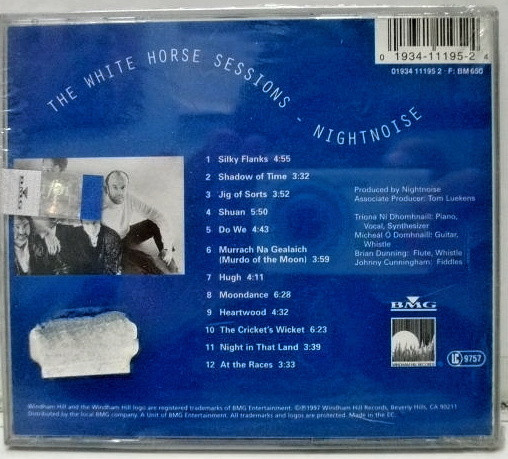 THE WHITE HORSE SESSIONS - NIGHTNOISE
0 1934-11195-2 4
01934 11195 2 · F: BM 650
1 Silky Flanks 4:55
2 Shadow of Time 3:32
3 Jig of Sorts 3:52
4 Shuan 5:50
5 Do We 4:43
6 Murrach Na Gealaich
(Murdo of the Moon) 3:59
7 Hugh 4:11
8 Moondance 6:28
9 Heartwood 4:32
10 The Cricket's Wicket 6:23
11 Night in That Land 3:39
12 At the Races 3:33
Produced by Nightnoise
Associate Producer: Tom Luekens
Triona Ni Dhomhnaill: Piano,
Vocal, Synthesizer
Micheál Ó Domhnaill: Guitar,
Whistle
Brian Dunning: Flute, Whistle
Johnny Cunningham: Fiddles
BMG
BMG
LC 9757
Windham Hill and the Windham Hill logo are registered trademarks of BMG Entertainment. ©℗1997 Windham Hill Records, Beverly Hills, CA 90211
Distributed by the local BMG company. A Unit of BMG Entertainment. All trademarks and logos are protected. Made in the EC.